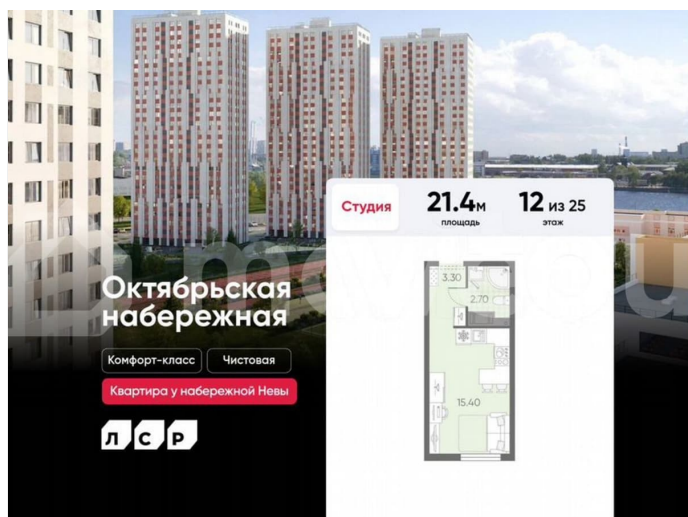 Студия
21.4м
площадь
12 из 25
этаж
3.30
2.70
15.40
Октябрьская
набережная
Комфорт-класс
Чистовая
Квартира у набережной Невы
ЛСР